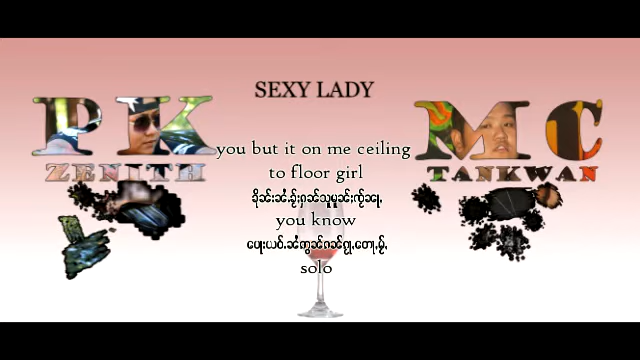 SEXY LADY
PK
MC
ZENITH
TANKWAN
you but it on me ceiling
to floor girl
you know
solo